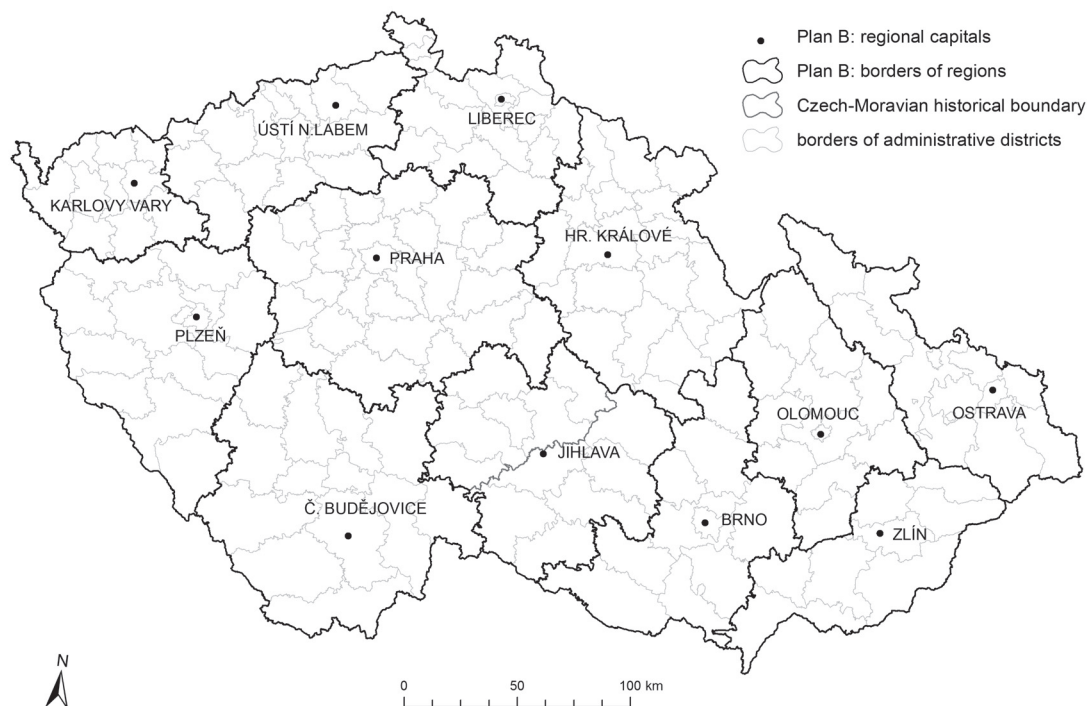 Plan B: regional capitals
Plan B: borders of regions
Czech-Moravian historical boundary
borders of administrative districts
ÚSTÍ N.LABEM
LIBEREC
KARLOVY VARY
HR. KRÁLOVÉ
PRAHA
PLZEŇ
OLOMOUC
OSTRAVA
JIHLAVA
Č. BUDĚJOVICE
BRNO
ZLÍN
N
0 50 100 km